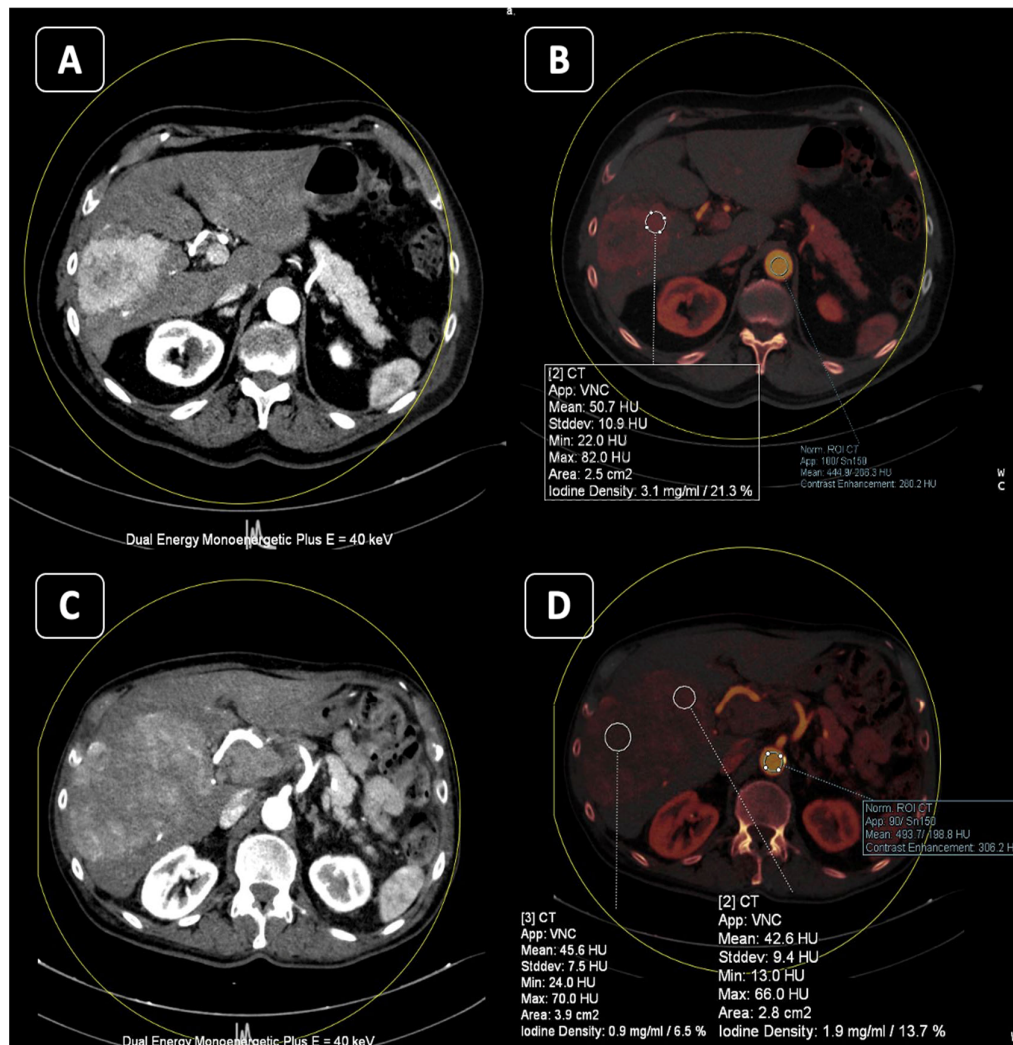 a.
A
B
[2] CT
App: VNC
Mean: 50.7 HU
Stddev: 10.9 HU
Min: 22.0 HU
Max: 82.0 HU
Area: 2.5 cm2
Iodine Density: 3.1 mg/ml / 21.3 %
Norm. ROI CT
App: 100/ Sn150
Mean: 444.9/ HU
Contrast Enhancement: 280.2 HU
W
C
Dual Energy Monoenergetic Plus E = 40 keV
C
D
Norm. ROI CT
App: 90/ Sn150
Mean: 493.7/ 198.8 HU
Contrast Enhancement: 306.2 H
[3] CT
App: VNC
Mean: 45.6 HU
Stddev: 7.5 HU
Min: 24.0 HU
Max: 70.0 HU
Area: 3.9 cm2
Iodine Density: 0.9 mg/ml / 6.5 %
[2] CT
App: VNC
Mean: 42.6 HU
Stddev: 9.4 HU
Min: 13.0 HU
Max: 66.0 HU
Area: 2.8 cm2
Iodine Density: 1.9 mg/ml / 13.7 %
Dual Energy Monoenergetic Plus E = 40 keV